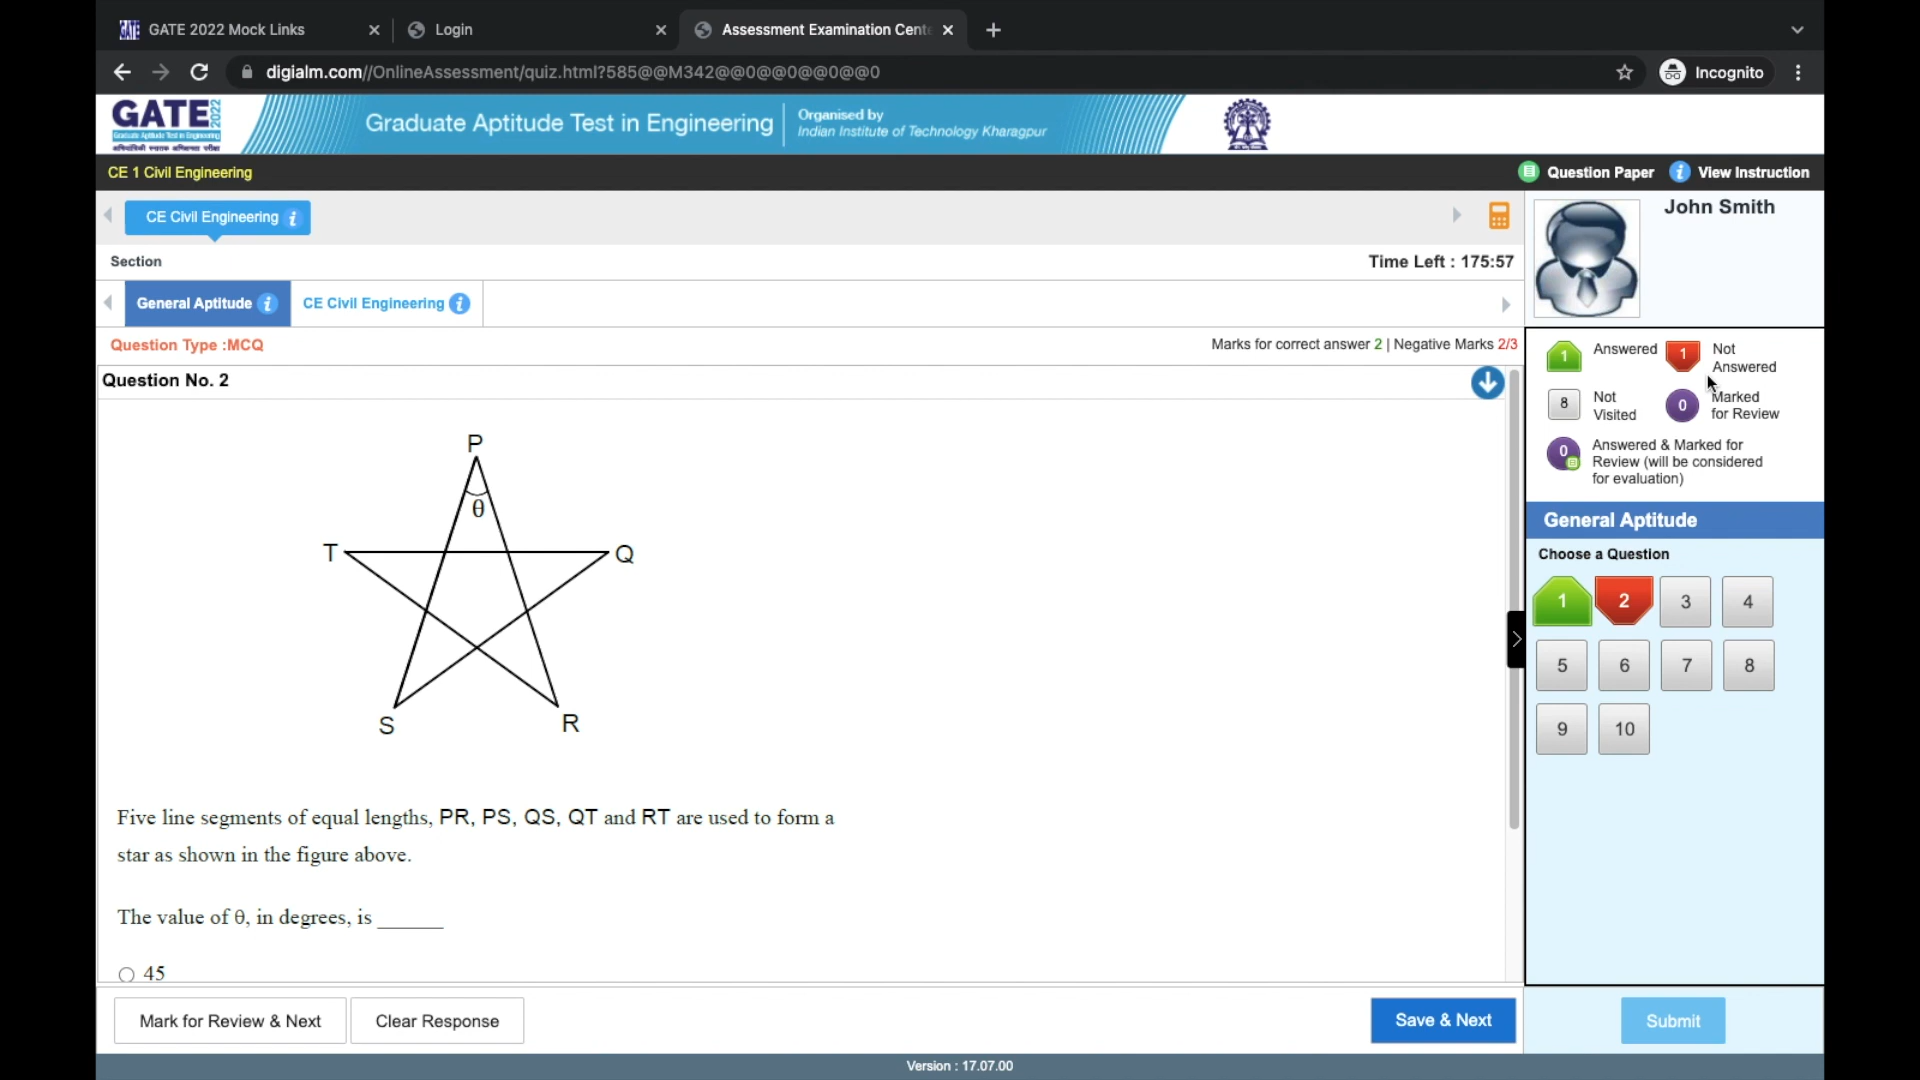 GATE 2022 Mock Links
Login
Assessment Examination Cente
digialm.com//OnlineAssessment/quiz.html?585@@M342@@0@@0@@0@@0
Incognito
GATE 2022
Graduate Aptitude Test in Engineering
Graduate Aptitude Test in Engineering
Organised by
Indian Institute of Technology Kharagpur
CE 1 Civil Engineering
Question Paper
View Instruction
CE Civil Engineering i
John Smith
Section
Time Left : 175:57
General Aptitude i
CE Civil Engineering i
Question Type :MCQ
Marks for correct answer 2 | Negative Marks 2/3
1 Answered
1 Not
Answered
Question No. 2
8 Not
Visited
0 Marked
for Review
0 Answered & Marked for
Review (will be considered
for evaluation)
P
θ
T
Q
S
R
General Aptitude
Choose a Question
1 2 3 4
5 6 7 8
9 10
Five line segments of equal lengths, PR, PS, QS, QT and RT are used to form a
star as shown in the figure above.
The value of θ, in degrees, is ______
45
Mark for Review & Next
Clear Response
Save & Next
Submit
Version : 17.07.00